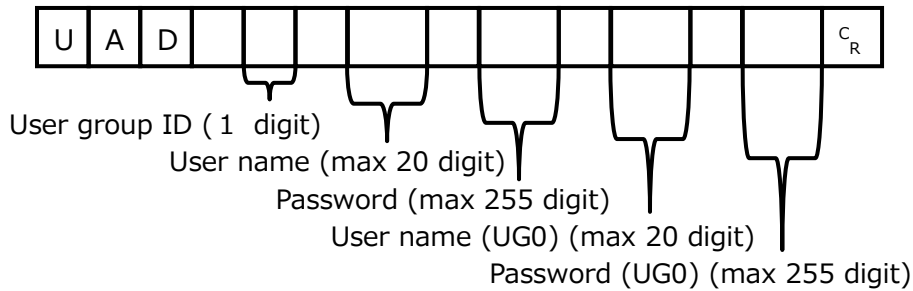 U A D CR
User group ID (1 digit)
User name (max 20 digit)
Password (max 255 digit)
User name (UG0) (max 20 digit)
Password (UG0) (max 255 digit)